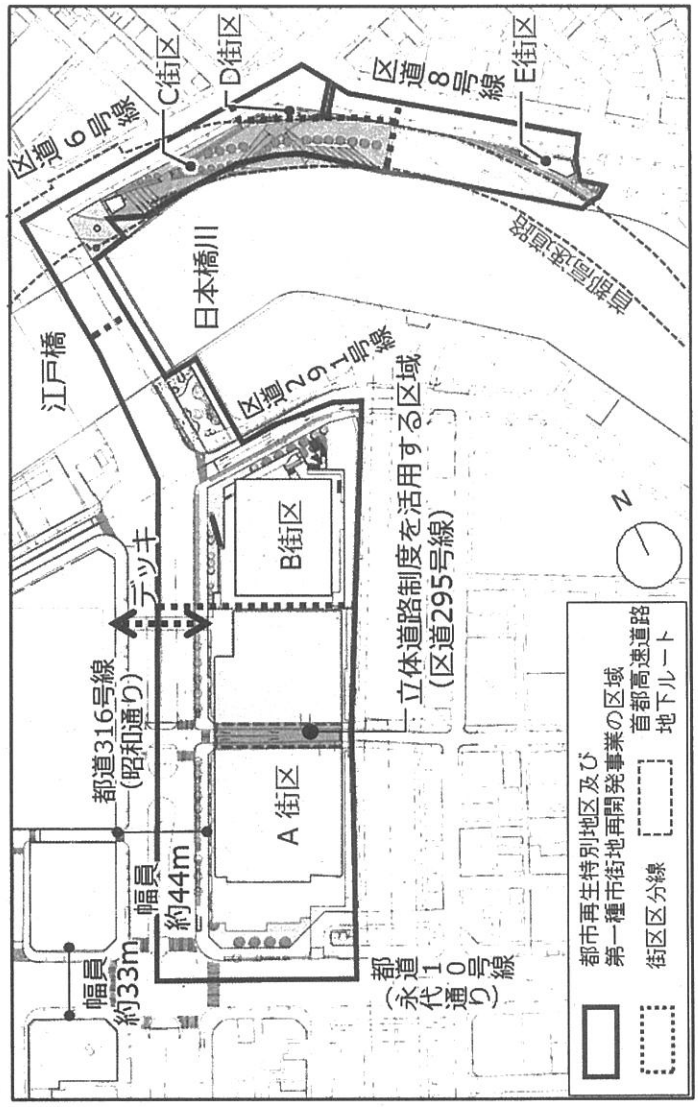 区道6号線
C街区
D街区
区道
8号線
E街区
江戸橋
日本橋川
首都高速道路
区道291号線
デッキ
都道316号線
(昭和通り)
B街区
立体道路制度を活用する区域
(区道295号線)
A 街区
幅員
約44m
幅員
約33m
都道10号線
(永代通り)
N
都市再生特別地区及び
第一種市街地再開発事業の区域
街区区分線
首都高速道路
地下ルート